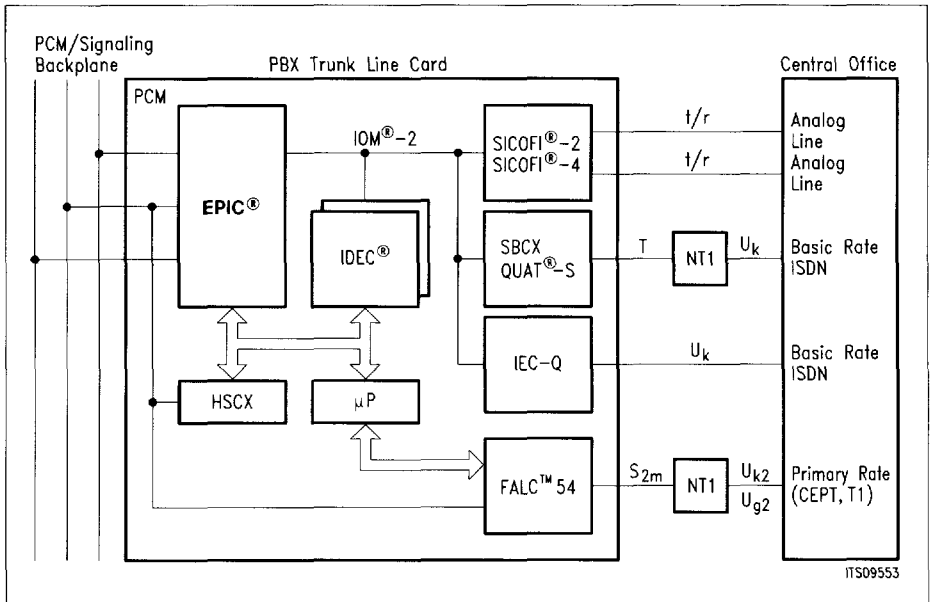 PCM/Signaling
Backplane
PBX Trunk Line Card
Central Office
PCM
EPIC®
IOM®-2
IDEC®
HSCX
µP
SICOFI®-2
SICOFI®-4
SBCX
QUAT®-S
IEC-Q
FALC™ 54
t/r
t/r
T
NT1
Uk
Uk
S2m
NT1
Uk2
Ug2
Analog
Line
Analog
Line
Basic Rate
ISDN
Basic Rate
ISDN
Primary Rate
(CEPT, T1)
ITS09553